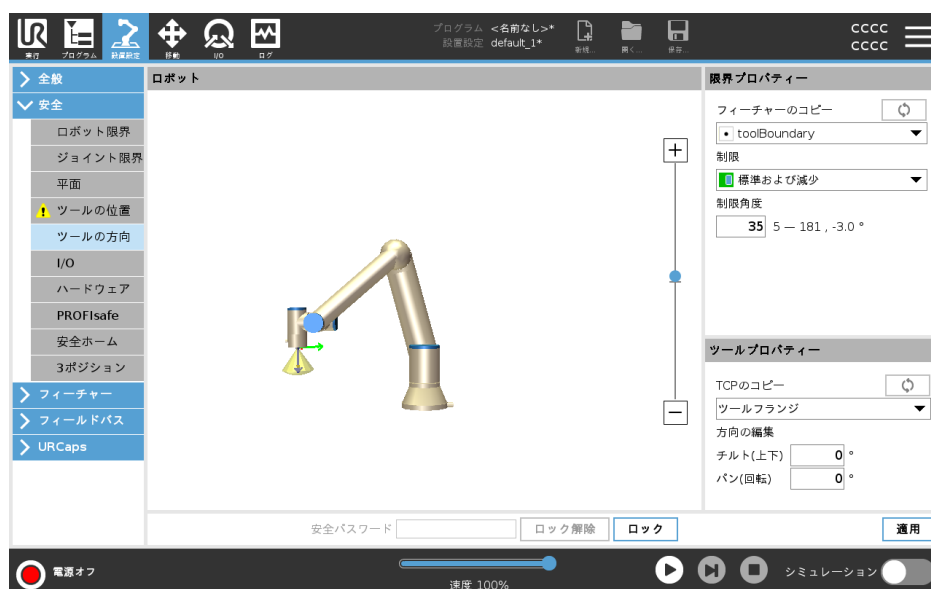 実行 プログラム 設置設定 移動 I/O ログ
プログラム <名前なし>*
設置設定 default_1*
新規... 開く... 保存...
cccc
cccc
全般
安全
ロボット限界
ジョイント限界
平面
ツールの位置
ツールの方向
I/O
ハードウェア
PROFIsafe
安全ホーム
3ポジション
フィーチャー
フィールドバス
URCaps
ロボット
限界プロパティー
フィーチャーのコピー
toolBoundary
制限
標準および減少
制限角度
35 5 — 181 , -3.0 °
ツールプロパティー
TCPのコピー
ツールフランジ
方向の編集
チルト(上下) 0 °
パン(回転) 0 °
安全パスワード ロック解除 ロック 適用
電源オフ
速度 100%
シミュレーション